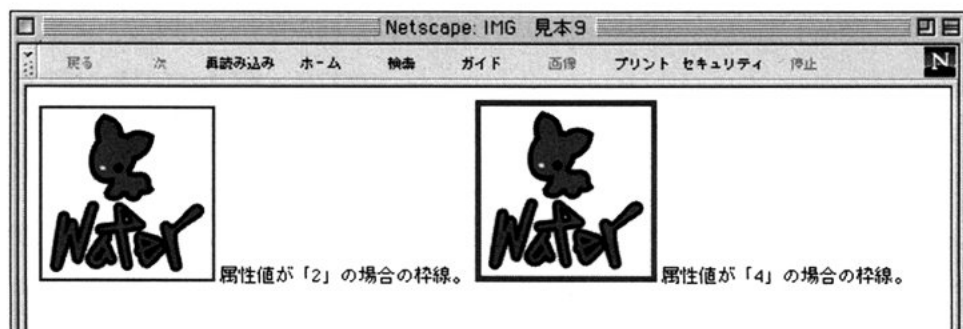 Netscape: IMG 見本9
戻る 次 再読み込み ホーム 検索 ガイド 画像 プリント セキュリティ 停止 N
Water
Water
属性値が「2」の場合の枠線。
属性値が「4」の場合の枠線。